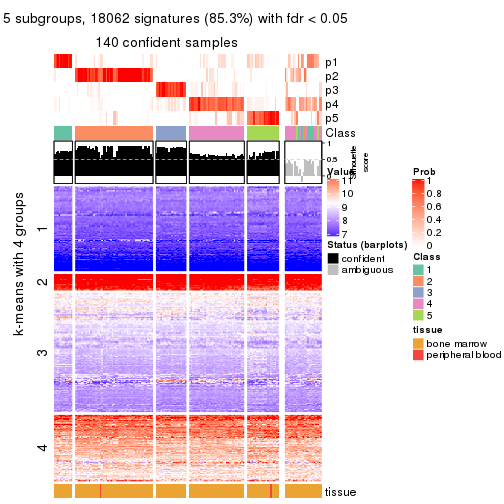 5 subgroups, 18062 signatures (85.3%) with fdr < 0.05
140 confident samples
p1
p2
p3
p4
p5
Class
1
0.5
0
Silhouette
score
k-means with 4 groups
1
2
3
4
tissue
Value
11
10
9
8
7
Status (barplots)
confident
ambiguous
Prob
1
0.8
0.6
0.4
0.2
0
Class
1
2
3
4
5
tissue
bone marrow
peripheral blood